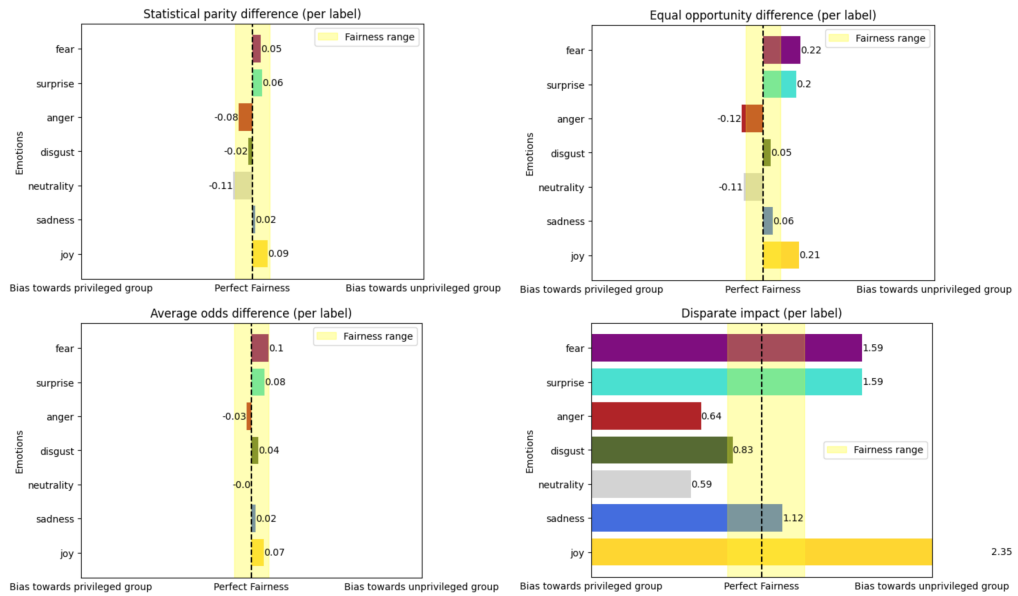 Statistical parity difference (per label)
Fairness range
Emotions
fear 0.05
surprise 0.06
anger -0.08
disgust -0.02
neutrality -0.11
sadness 0.02
joy 0.09
Bias towards privileged group Perfect Fairness Bias towards unprivileged group
Equal opportunity difference (per label)
Fairness range
Emotions
fear 0.22
surprise 0.2
anger -0.12
disgust 0.05
neutrality -0.11
sadness 0.06
joy 0.21
Bias towards privileged group Perfect Fairness Bias towards unprivileged group
Average odds difference (per label)
Fairness range
Emotions
fear 0.1
surprise 0.08
anger -0.03
disgust 0.04
neutrality -0.0
sadness 0.02
joy 0.07
Bias towards privileged group Perfect Fairness Bias towards unprivileged group
Disparate impact (per label)
Fairness range
Emotions
fear 1.59
surprise 1.59
anger 0.64
disgust 0.83
neutrality 0.59
sadness 1.12
joy 2.35
Bias towards privileged group Perfect Fairness Bias towards unprivileged group